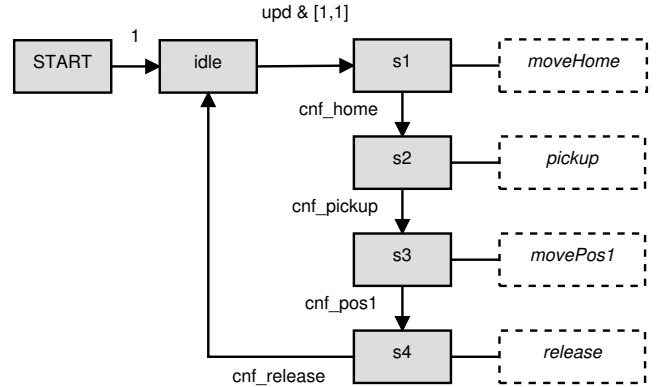 upd & [1,1]
1
START
idle
s1
moveHome
cnf_home
s2
pickup
cnf_pickup
s3
movePos1
cnf_pos1
s4
release
cnf_release